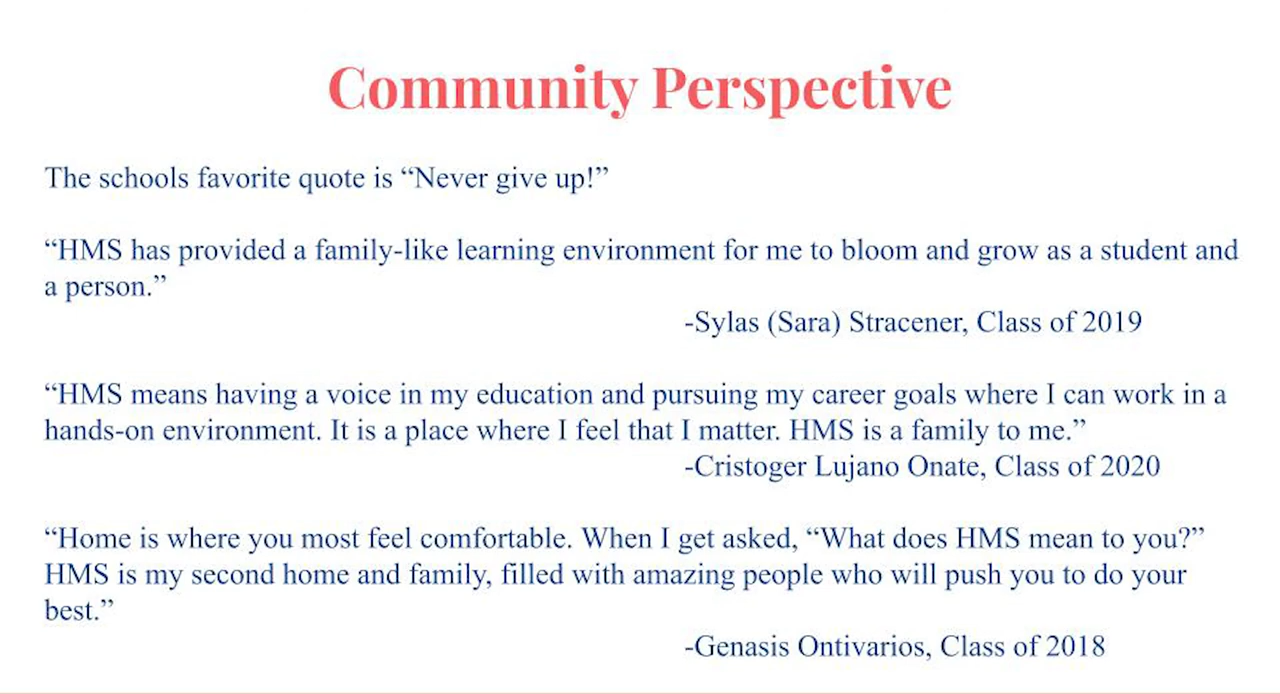 Community Perspective
The schools favorite quote is “Never give up!”
“HMS has provided a family-like learning environment for me to bloom and grow as a student and
a person.”
-Sylas (Sara) Stracener, Class of 2019
“HMS means having a voice in my education and pursuing my career goals where I can work in a
hands-on environment. It is a place where I feel that I matter. HMS is a family to me.”
-Cristoger Lujano Onate, Class of 2020
“Home is where you most feel comfortable. When I get asked, “What does HMS mean to you?”
HMS is my second home and family, filled with amazing people who will push you to do your
best.”
-Genasis Ontivarios, Class of 2018